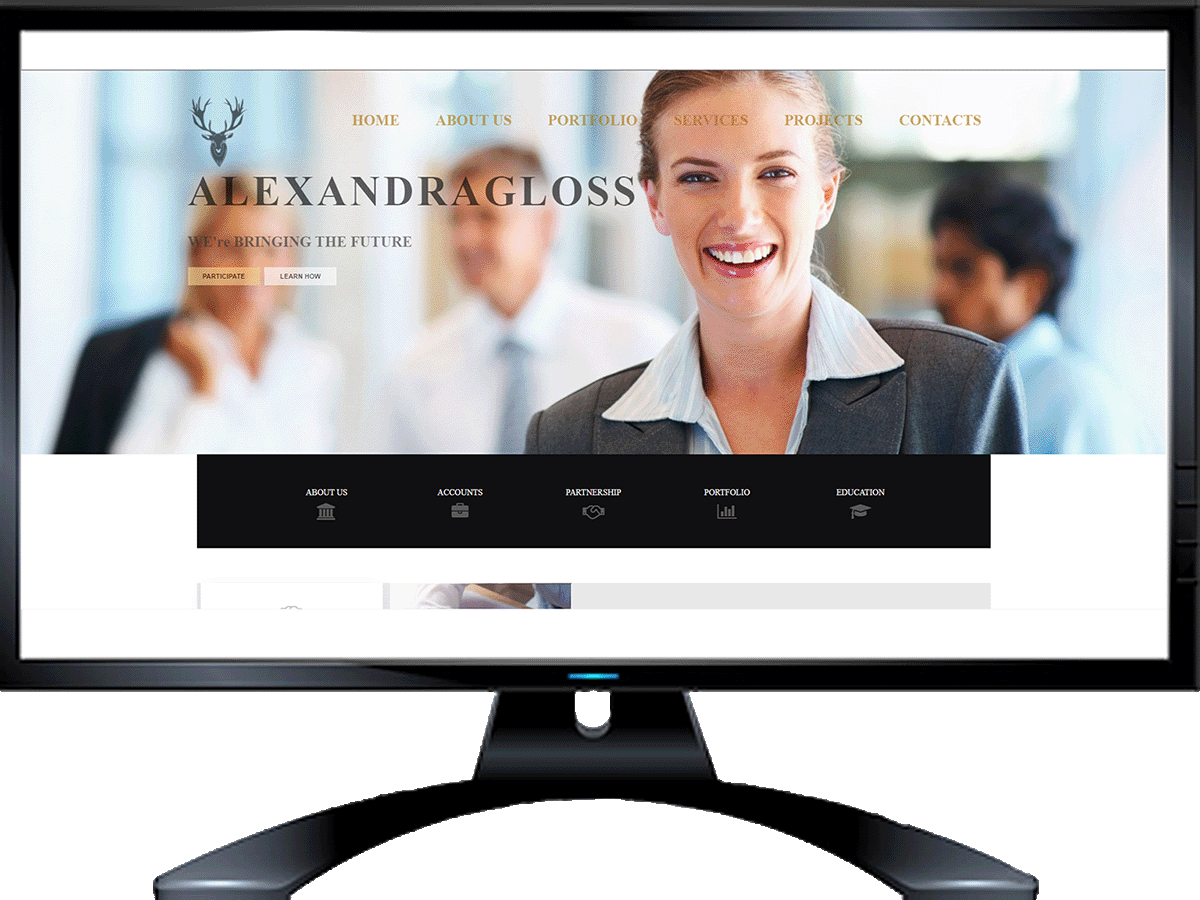 HOME ABOUT US PORTFOLIO SERVICES PROJECTS CONTACTS
ALEXANDRAGLOSS
WE're BRINGING THE FUTURE
PARTICIPATE LEARN HOW
ABOUT US ACCOUNTS PARTNERSHIP PORTFOLIO EDUCATION